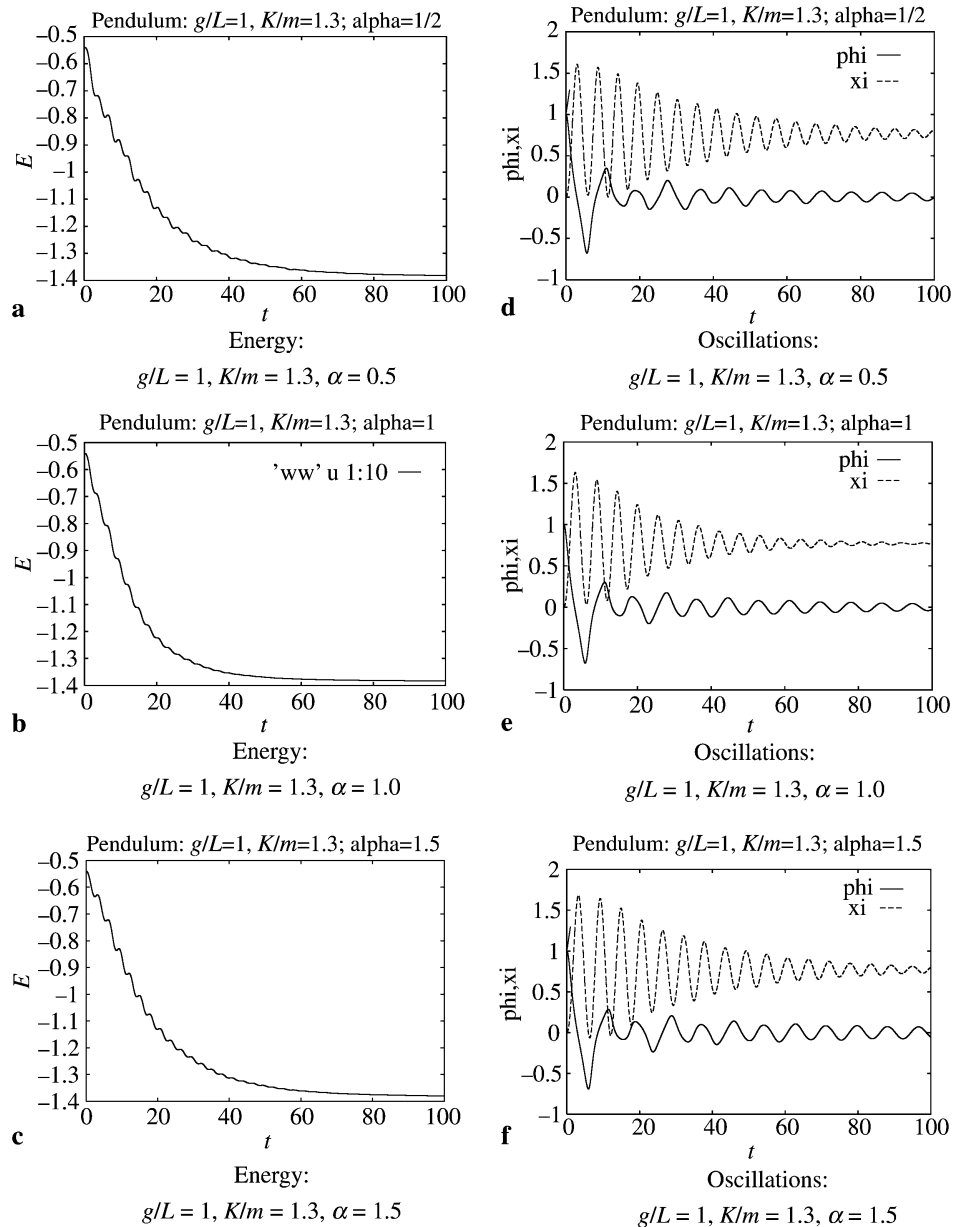 Pendulum: g/L=1, K/m=1.3; alpha=1/2
−0.5
−0.6
−0.7
−0.8
−0.9
−1
−1.1
−1.2
−1.3
−1.4
E
0 20 40 60 80 100
t
a
Energy:
g/L = 1, K/m = 1.3, α = 0.5
Pendulum: g/L=1, K/m=1.3; alpha=1/2
2
1.5
1
0.5
0
−0.5
−1
phi,xi
phi
xi
0 20 40 60 80 100
t
d
Oscillations:
g/L = 1, K/m = 1.3, α = 0.5
Pendulum: g/L=1, K/m=1.3; alpha=1
−0.5
−0.6
−0.7
−0.8
−0.9
−1
−1.1
−1.2
−1.3
−1.4
E
'ww' u 1:10
0 20 40 60 80 100
t
b
Energy:
g/L = 1, K/m = 1.3, α = 1.0
Pendulum: g/L=1, K/m=1.3; alpha=1
2
1.5
1
0.5
0
−0.5
−1
phi,xi
phi
xi
0 20 40 60 80 100
t
e
Oscillations:
g/L = 1, K/m = 1.3, α = 1.0
Pendulum: g/L=1, K/m=1.3; alpha=1.5
−0.5
−0.6
−0.7
−0.8
−0.9
−1
−1.1
−1.2
−1.3
−1.4
E
0 20 40 60 80 100
t
c
Energy:
g/L = 1, K/m = 1.3, α = 1.5
Pendulum: g/L=1, K/m=1.3; alpha=1.5
2
1.5
1
0.5
0
−0.5
−1
phi,xi
phi
xi
0 20 40 60 80 100
t
f
Oscillations:
g/L = 1, K/m = 1.3, α = 1.5